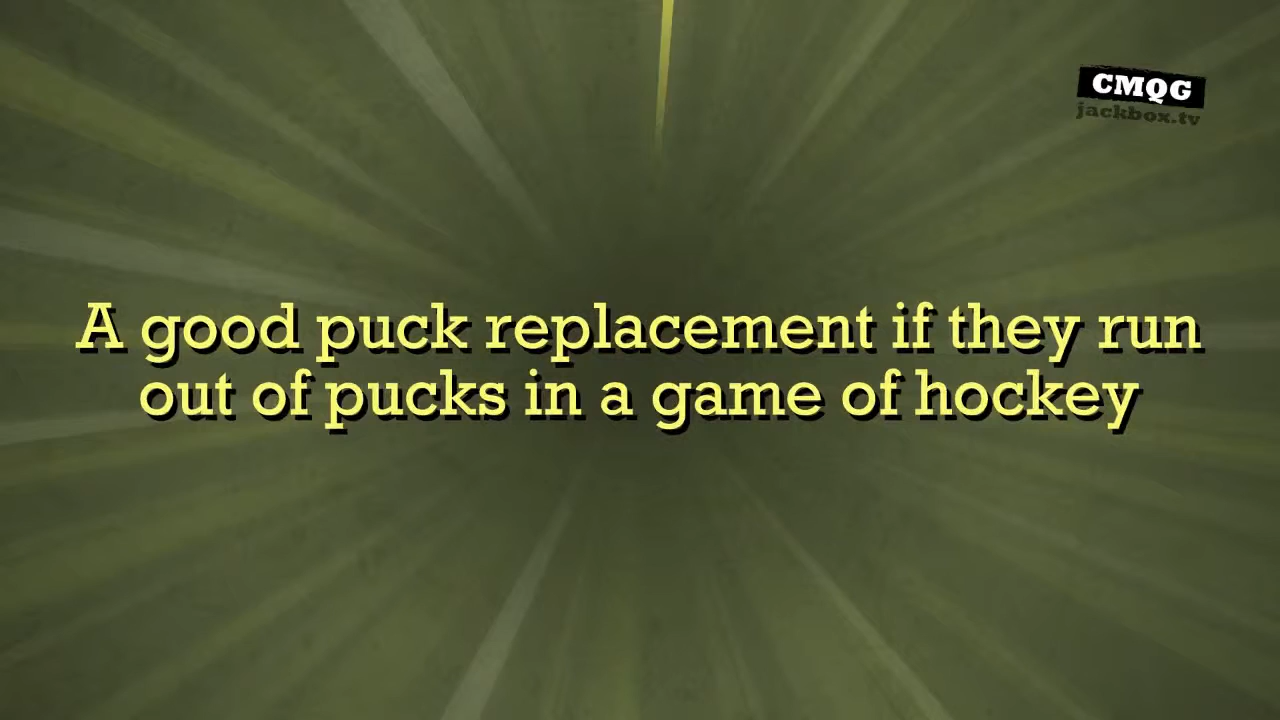 CMQG
jackbox.tv
A good puck replacement if they run
out of pucks in a game of hockey